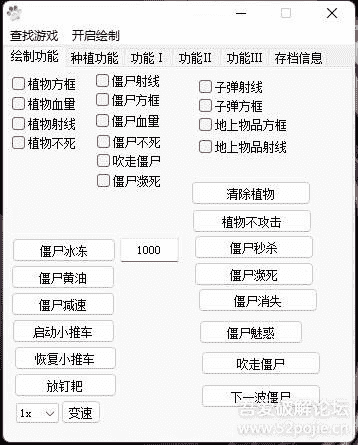 查找游戏 开启绘制
绘制功能 种植功能 功能 I 功能II 功能III 存档信息
植物方框
植物血量
植物射线
植物不死
僵尸射线
僵尸方框
僵尸血量
僵尸不死
吹走僵尸
僵尸濒死
子弹射线
子弹方框
地上物品方框
地上物品射线
清除植物
植物不攻击
僵尸冰冻 1000 僵尸秒杀
僵尸黄油 僵尸濒死
僵尸减速 僵尸消失
启动小推车 僵尸魅惑
恢复小推车 吹走僵尸
放钉耙 下一波僵尸
1x 变速
吾爱破解论坛
www.52pojie.cn